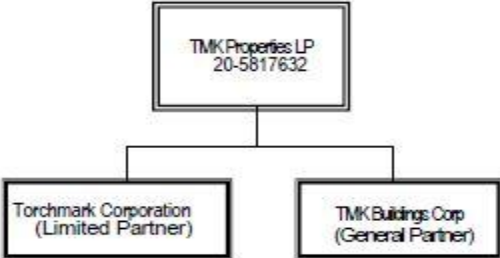 TMK Properties LP
20-5817632
Torchmark Corporation
(Limited Partner)
TMK Buildings Corp
(General Partner)